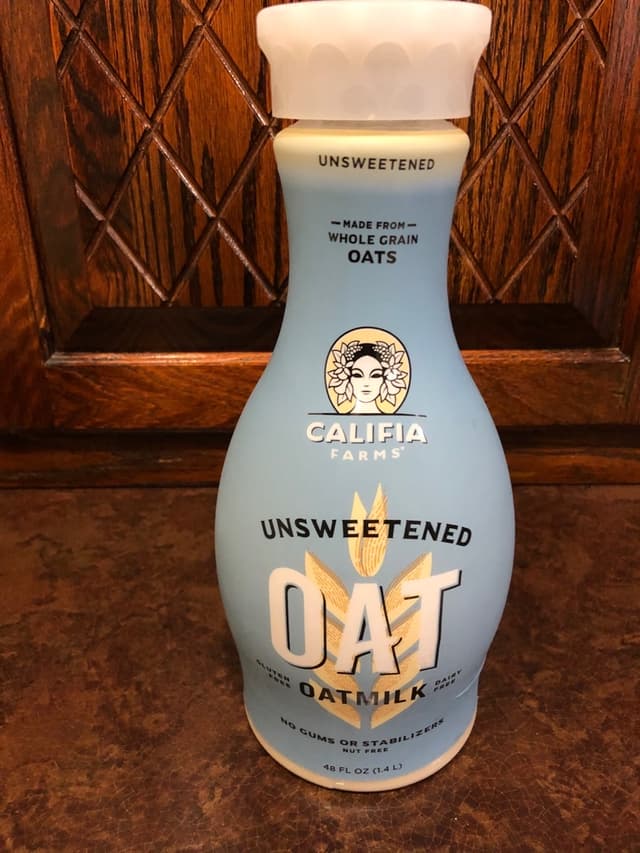 UNSWEETENED
MADE FROM
WHOLE GRAIN
OATS
CALIFIA
FARMS
UNSWEETENED
OAT
GLUTEN
FREE
OATMILK
DAIRY
FREE
NO GUMS OR STABILIZERS
NUT FREE
48 FL OZ (1.4 L)